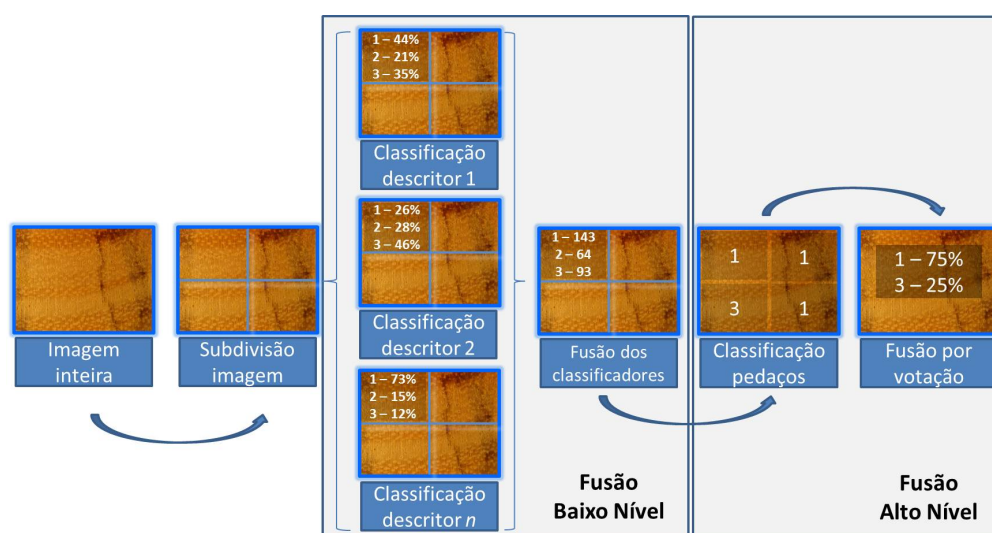 Imagem
inteira
Subdivisão
imagem
1 – 44%
2 – 21%
3 – 35%
Classificação
descritor 1
1 – 26%
2 – 28%
3 – 46%
Classificação
descritor 2
1 – 73%
2 – 15%
3 – 12%
Classificação
descritor n
1 – 143
2 – 64
3 – 93
Fusão dos
classificadores
Fusão
Baixo Nível
1
1
3
1
Classificação
pedaços
1 – 75%
3 – 25%
Fusão por
votação
Fusão
Alto Nível